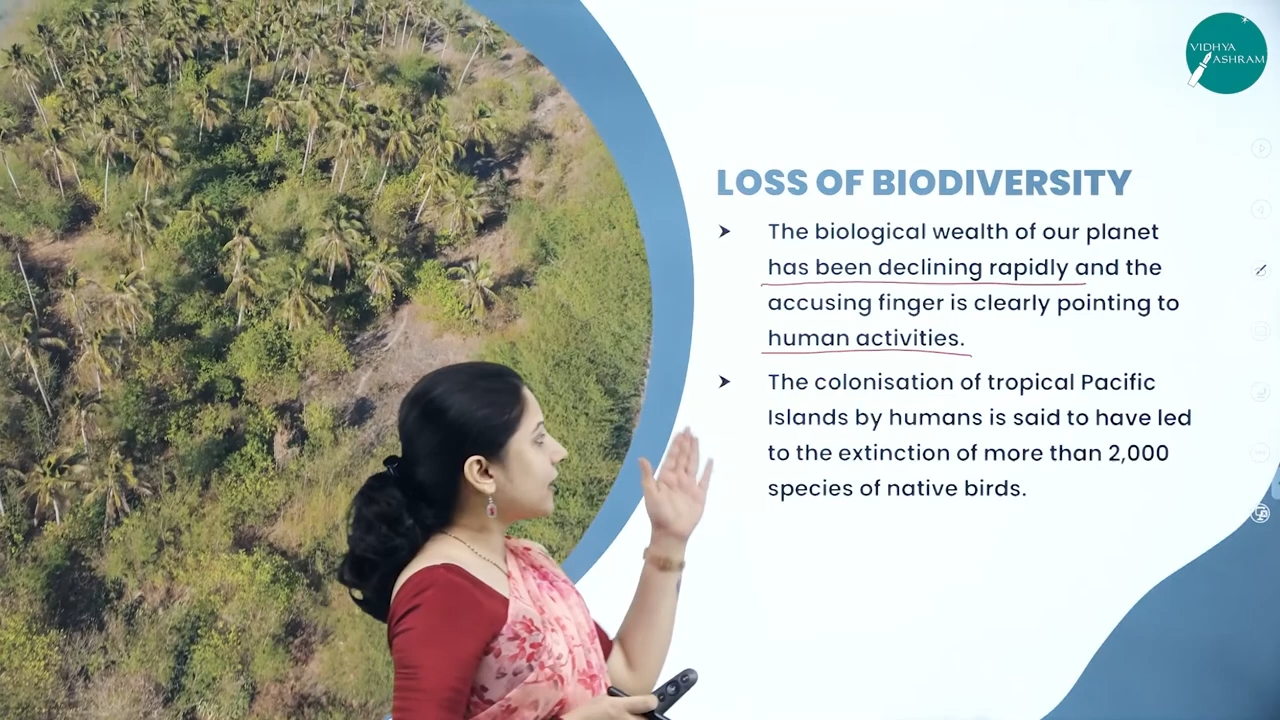 VIDHYA
ASHRAM
LOSS OF BIODIVERSITY
➤ The biological wealth of our planet
has been declining rapidly and the
accusing finger is clearly pointing to
human activities.
➤ The colonisation of tropical Pacific
Islands by humans is said to have led
to the extinction of more than 2,000
species of native birds.